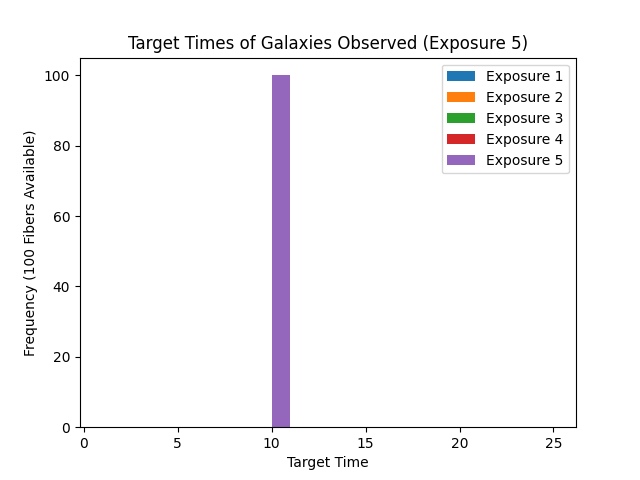 Target Times of Galaxies Observed (Exposure 5)
Exposure 1
Exposure 2
Exposure 3
Exposure 4
Exposure 5
Frequency (100 Fibers Available)
100
80
60
40
20
0
0 5 10 15 20 25
Target Time